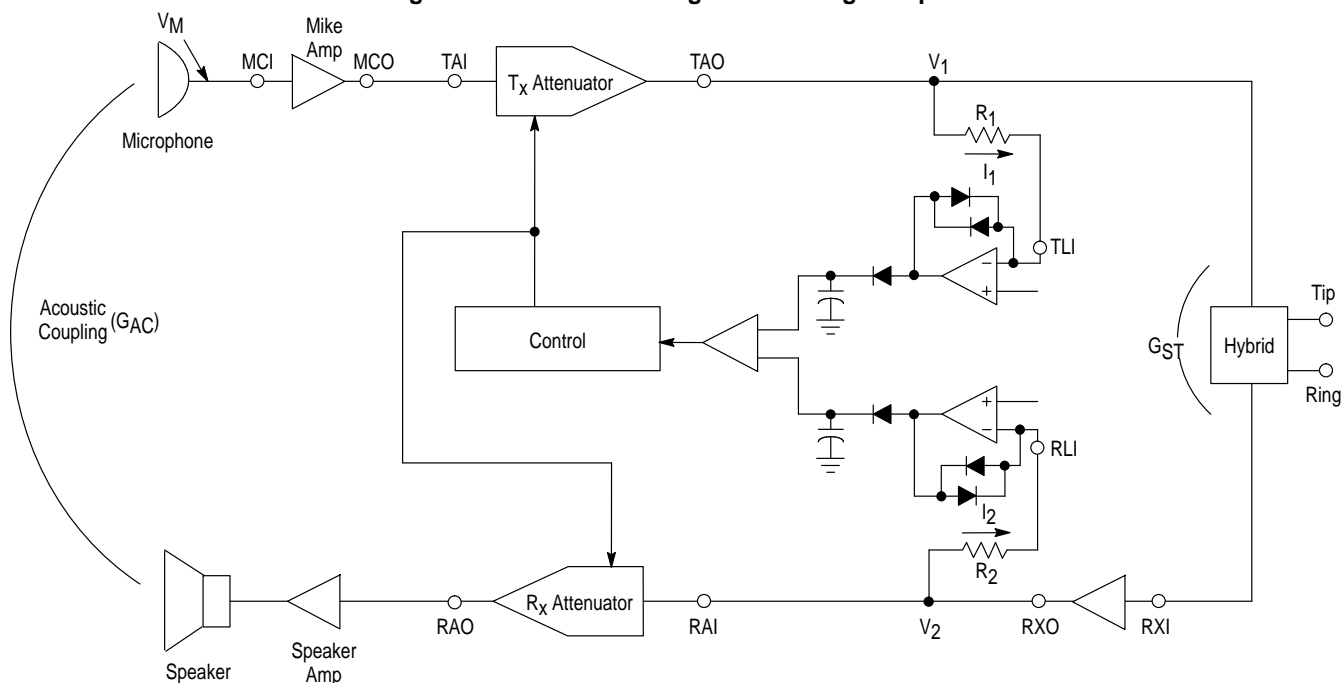 VM
Mike
Amp
MCI
MCO
TAI
Tx Attenuator
TAO
V1
Microphone
R1
I1
TLI
−
+
Acoustic
Coupling (GAC)
Control
GST
Hybrid
Tip
Ring
+
−
RLI
I2
R2
Rx Attenuator
RAO
RAI
V2
RXO
RXI
Speaker
Amp
Speaker